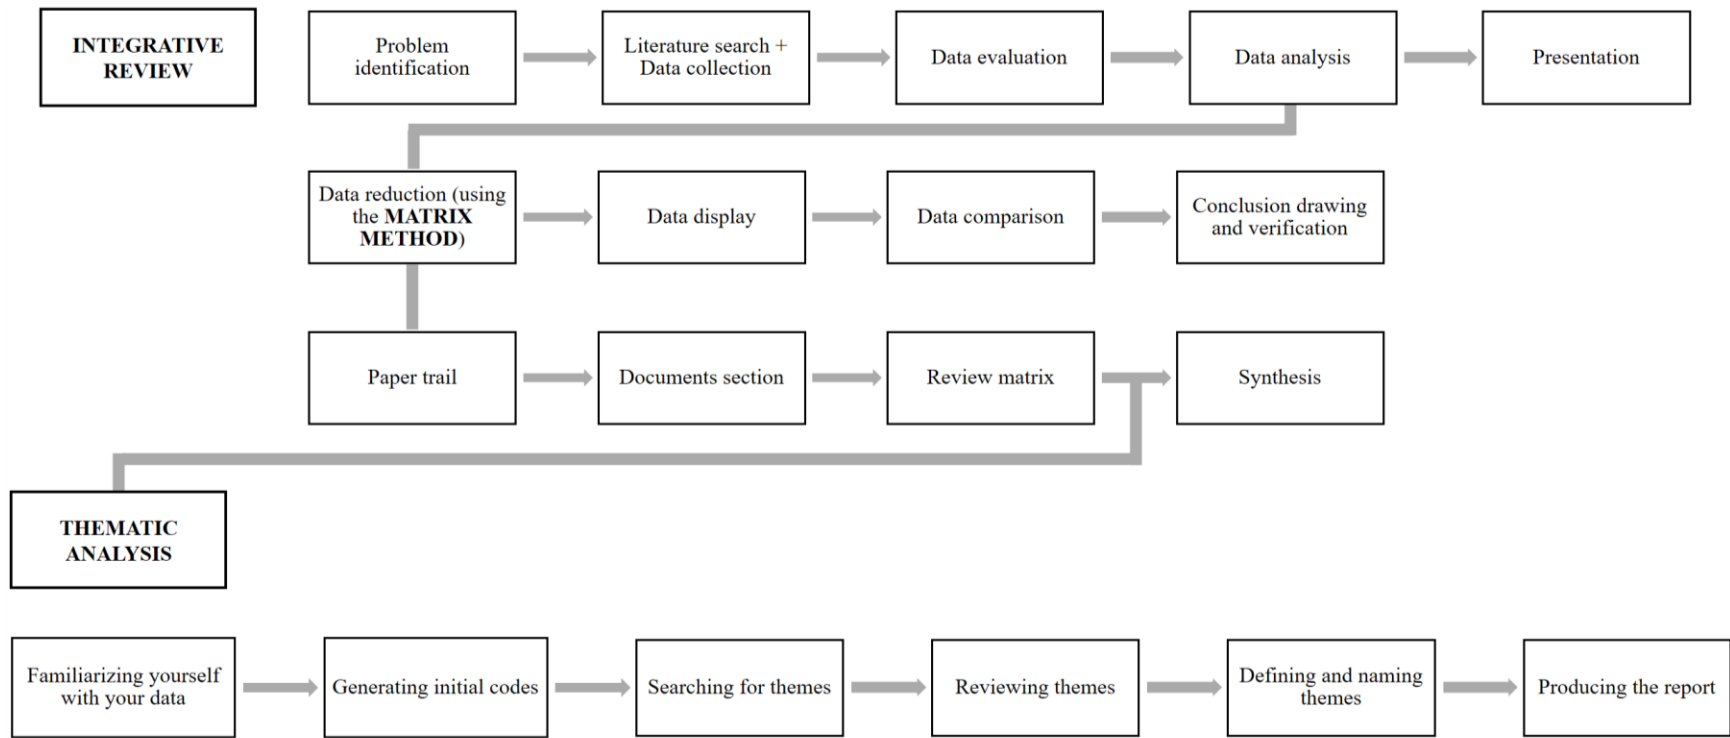 INTEGRATIVE
REVIEW
Problem
identification
Literature search +
Data collection
Data evaluation
Data analysis
Presentation
Data reduction (using
the MATRIX
METHOD)
Data display
Data comparison
Conclusion drawing
and verification
Paper trail
Documents section
Review matrix
Synthesis
THEMATIC
ANALYSIS
Familiarizing yourself
with your data
Generating initial codes
Searching for themes
Reviewing themes
Defining and naming
themes
Producing the report